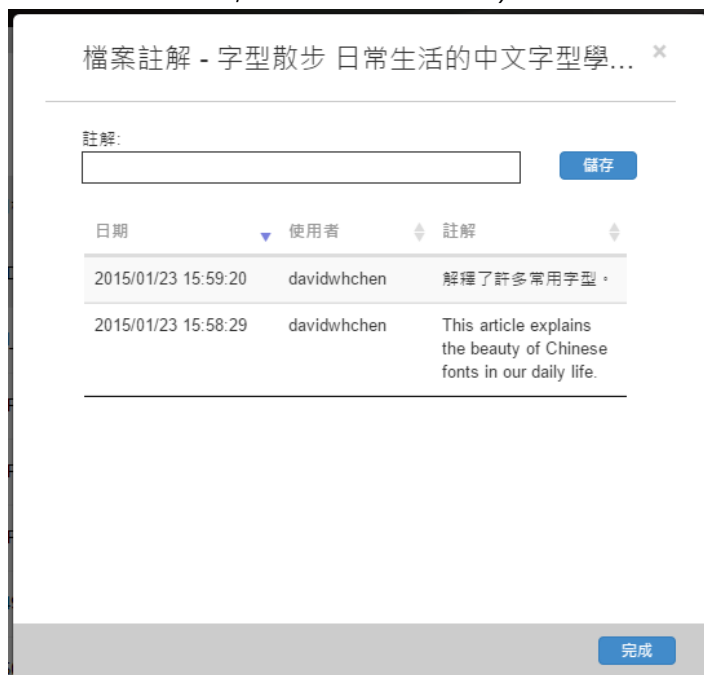 檔案註解 - 字型散步 日常生活的中文字型學... ×
註解:
儲存
日期 使用者 註解
2015/01/23 15:59:20 davidwhchen 解釋了許多常用字型。
2015/01/23 15:58:29 davidwhchen This article explains
the beauty of Chinese
fonts in our daily life.
完成